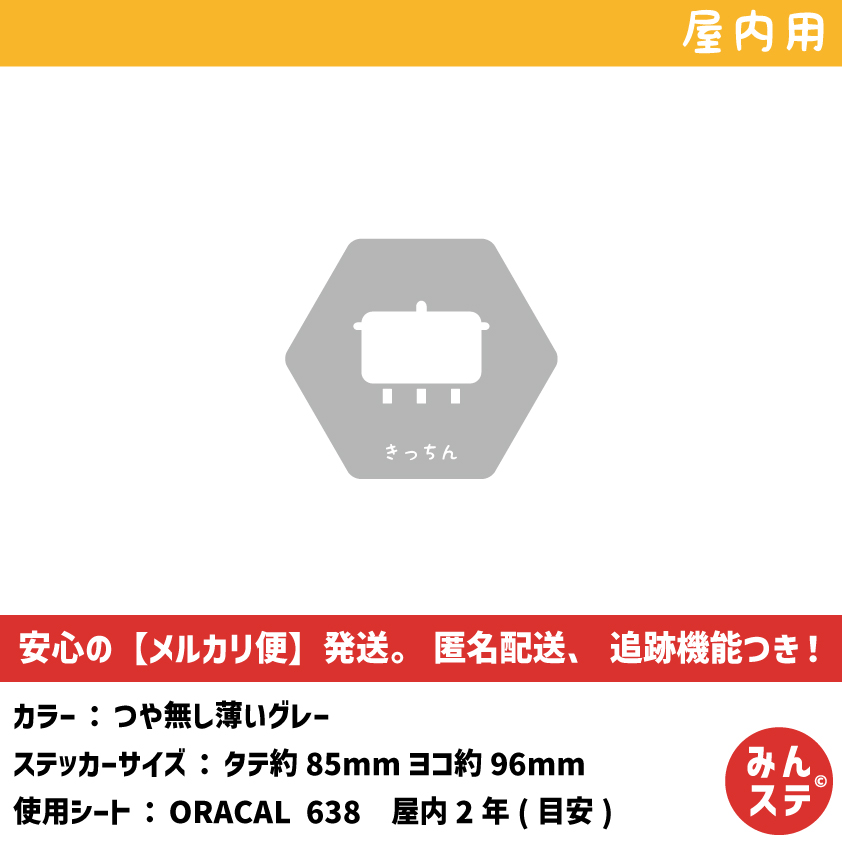 屋内用
きっちん
安心の【メルカリ便】発送。 匿名配送、 追跡機能つき!
カラー : つや無し薄いグレー
ステッカーサイズ : タテ約 85mm ヨコ約 96mm
使用シート : ORACAL 638 屋内 2 年 ( 目安 )
みん
ステ©